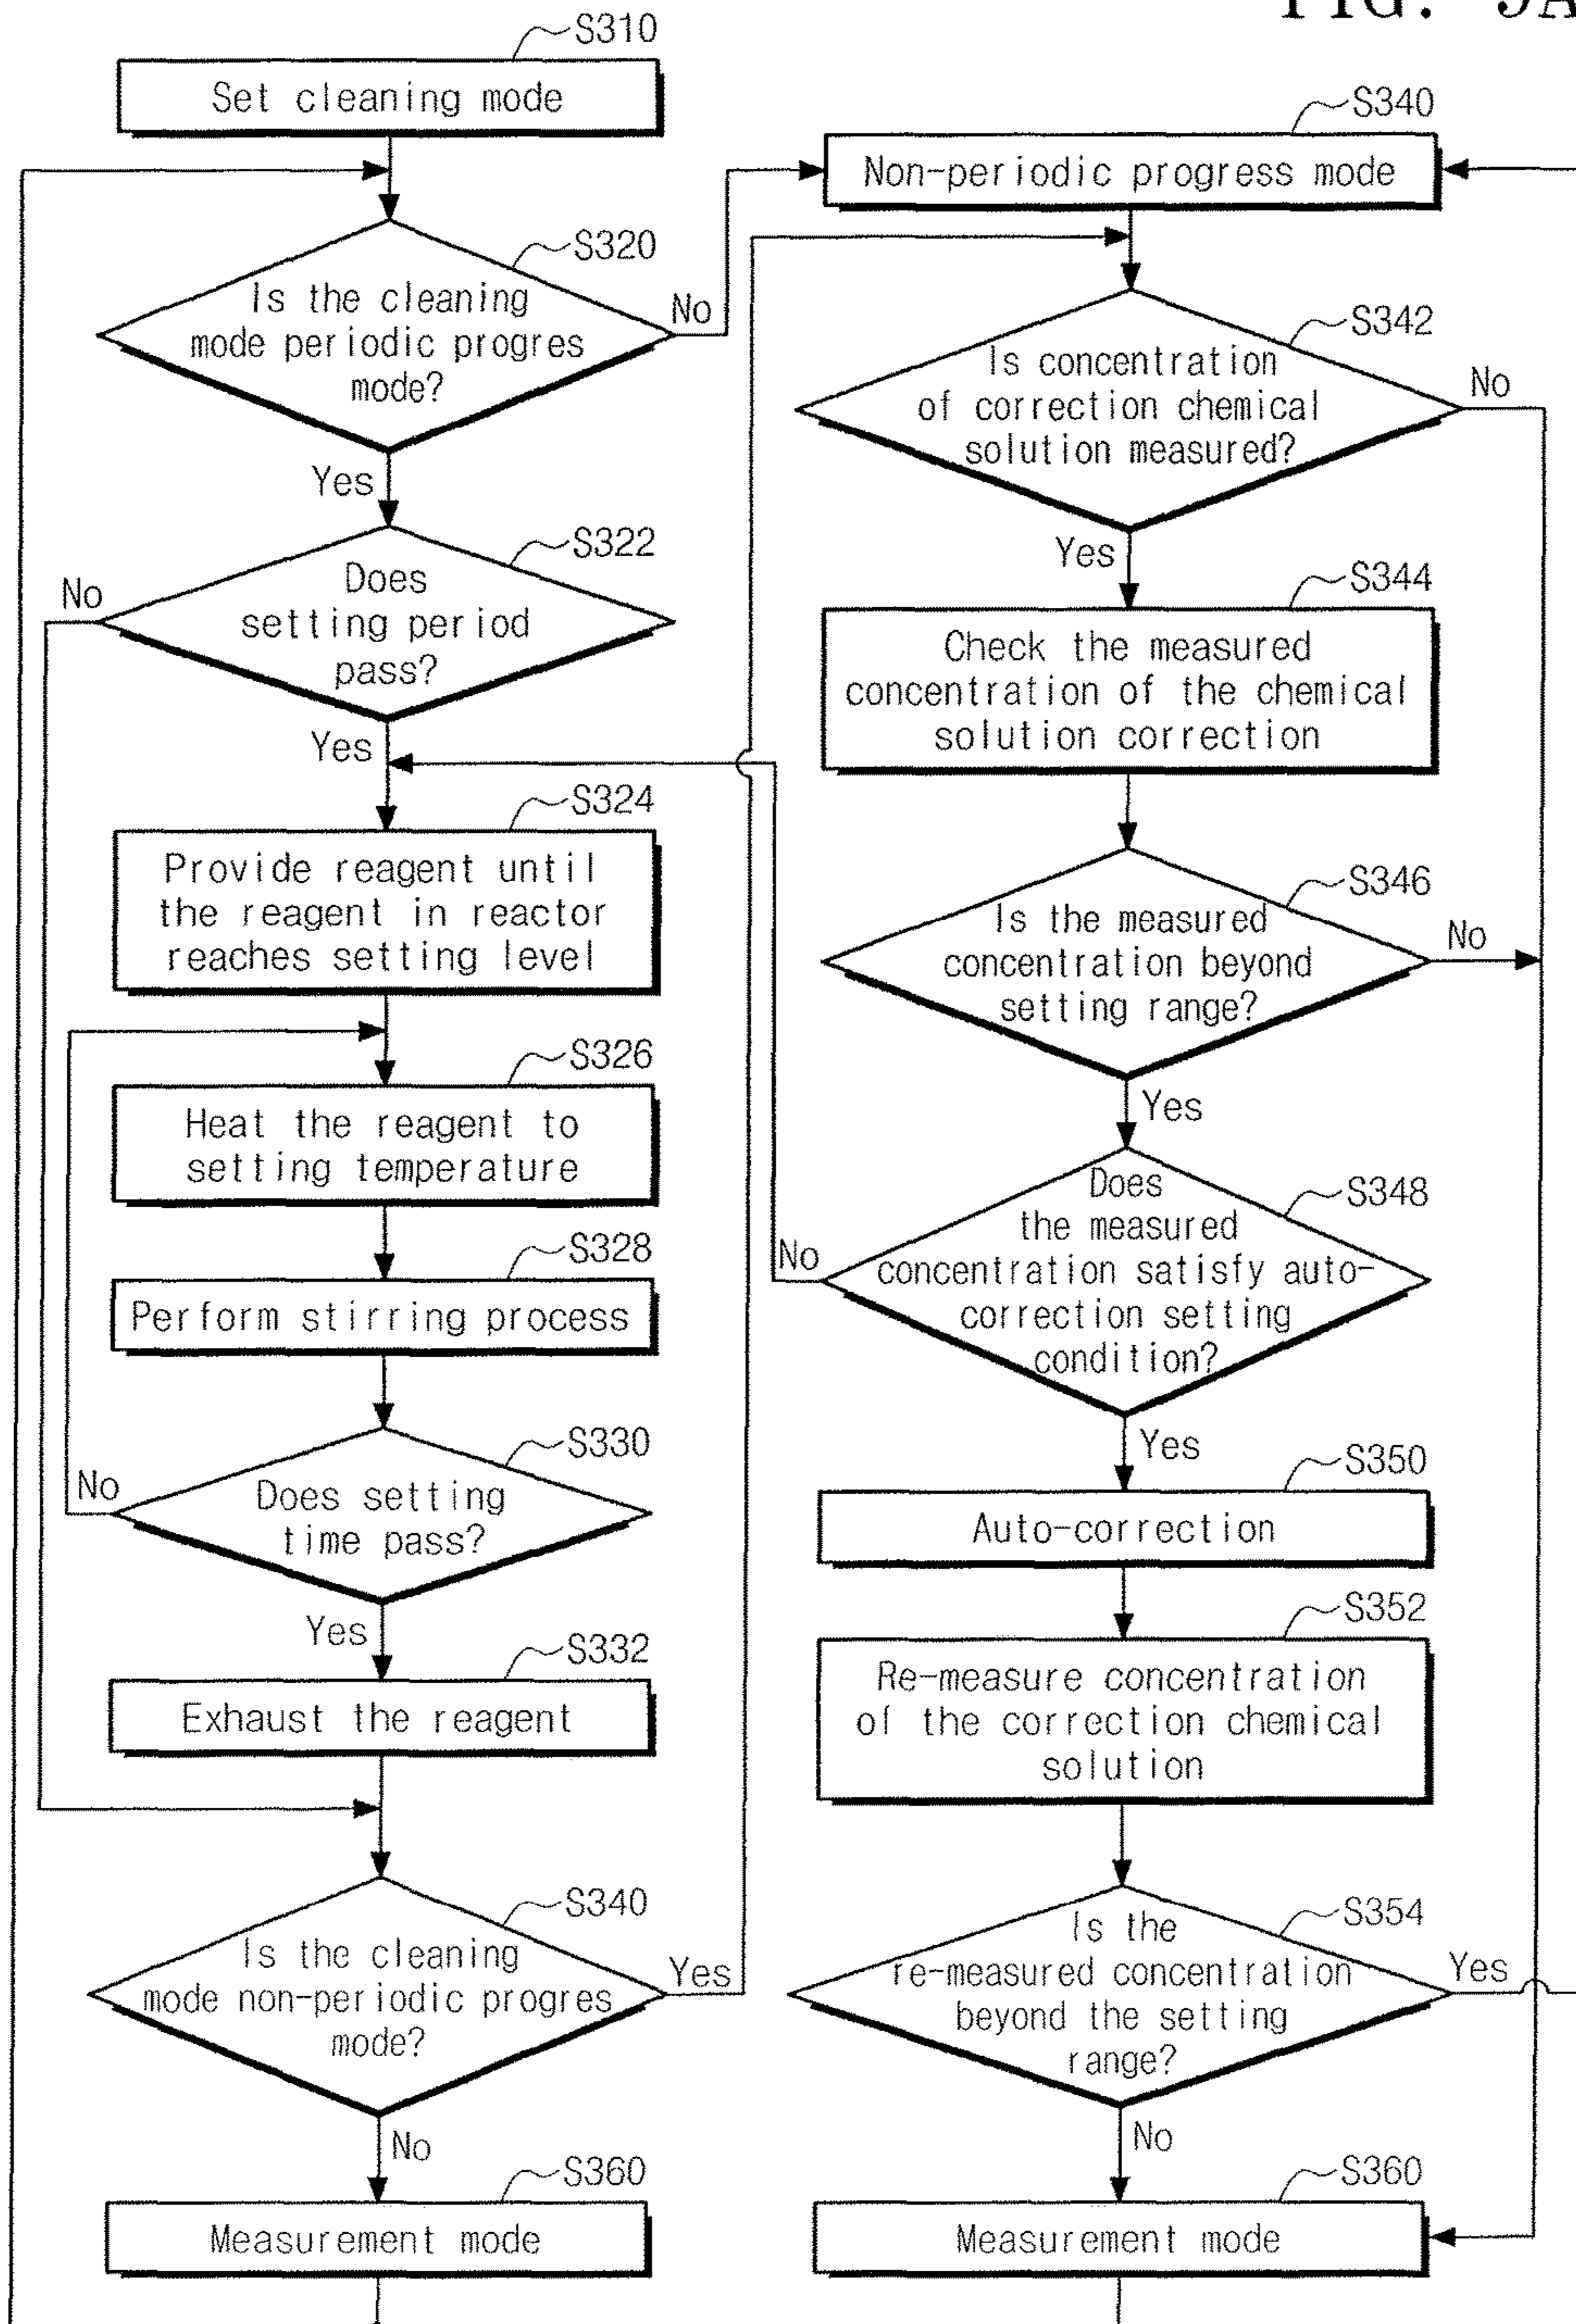 FIG. 9A
S310
Set cleaning mode
S320
Is the cleaning
mode periodic progres
mode?
No
Yes
S322
Does
setting period
pass?
No
Yes
S324
Provide reagent until
the reagent in reactor
reaches setting level
S326
Heat the reagent to
setting temperature
S328
Perform stirring process
S330
Does setting
time pass?
No
Yes
S332
Exhaust the reagent
S340
Is the cleaning
mode non-periodic progres
mode?
Yes
No
S360
Measurement mode
S340
Non-periodic progress mode
S342
Is concentration
of correction chemical
solution measured?
No
Yes
S344
Check the measured
concentration of the chemical
solution correction
S346
Is the measured
concentration beyond
setting range?
No
Yes
S348
Does
the measured
concentration satisfy auto-
correction setting
condition?
No
Yes
S350
Auto-correction
S352
Re-measure concentration
of the correction chemical
solution
S354
Is the
re-measured concentration
beyond the setting
range?
Yes
No
S360
Measurement mode